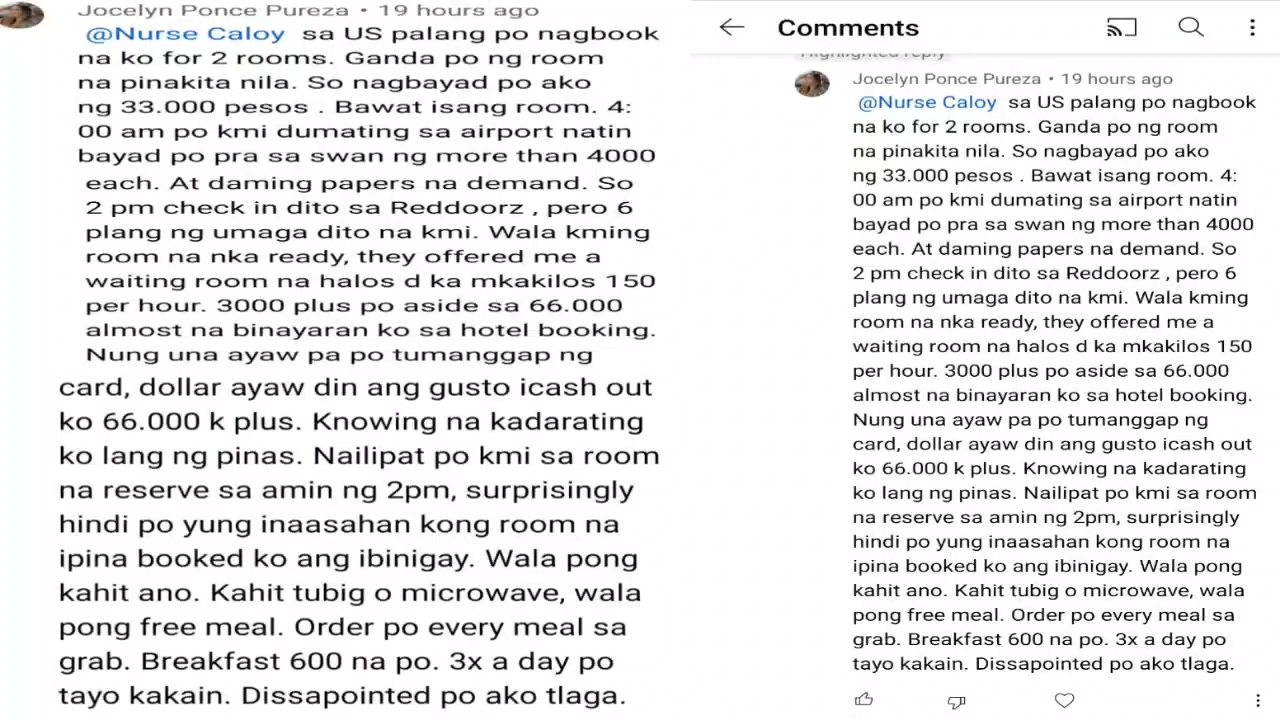 Jocelyn Ponce Pureza • 19 hours ago
@Nurse Caloy sa US palang po nagbook
na ko for 2 rooms. Ganda po ng room
na pinakita nila. So nagbayad po ako
ng 33.000 pesos . Bawat isang room. 4:
00 am po kmi dumating sa airport natin
bayad po pra sa swan ng more than 4000
each. At daming papers na demand. So
2 pm check in dito sa Reddoorz , pero 6
plang ng umaga dito na kmi. Wala kming
room na nka ready, they offered me a
waiting room na halos d ka mkakilos 150
per hour. 3000 plus po aside sa 66.000
almost na binayaran ko sa hotel booking.
Nung una ayaw pa po tumanggap ng
card, dollar ayaw din ang gusto icash out
ko 66.000 k plus. Knowing na kadarating
ko lang ng pinas. Nailipat po kmi sa room
na reserve sa amin ng 2pm, surprisingly
hindi po yung inaasahan kong room na
ipina booked ko ang ibinigay. Wala pong
kahit ano. Kahit tubig o microwave, wala
pong free meal. Order po every meal sa
grab. Breakfast 600 na po. 3x a day po
tayo kakain. Dissapointed po ako tlaga.
Comments
Highlighted reply
Jocelyn Ponce Pureza • 19 hours ago
@Nurse Caloy sa US palang po nagbook
na ko for 2 rooms. Ganda po ng room
na pinakita nila. So nagbayad po ako
ng 33.000 pesos . Bawat isang room. 4:
00 am po kmi dumating sa airport natin
bayad po pra sa swan ng more than 4000
each. At daming papers na demand. So
2 pm check in dito sa Reddoorz , pero 6
plang ng umaga dito na kmi. Wala kming
room na nka ready, they offered me a
waiting room na halos d ka mkakilos 150
per hour. 3000 plus po aside sa 66.000
almost na binayaran ko sa hotel booking.
Nung una ayaw pa po tumanggap ng
card, dollar ayaw din ang gusto icash out
ko 66.000 k plus. Knowing na kadarating
ko lang ng pinas. Nailipat po kmi sa room
na reserve sa amin ng 2pm, surprisingly
hindi po yung inaasahan kong room na
ipina booked ko ang ibinigay. Wala pong
kahit ano. Kahit tubig o microwave, wala
pong free meal. Order po every meal sa
grab. Breakfast 600 na po. 3x a day po
tayo kakain. Dissapointed po ako tlaga.